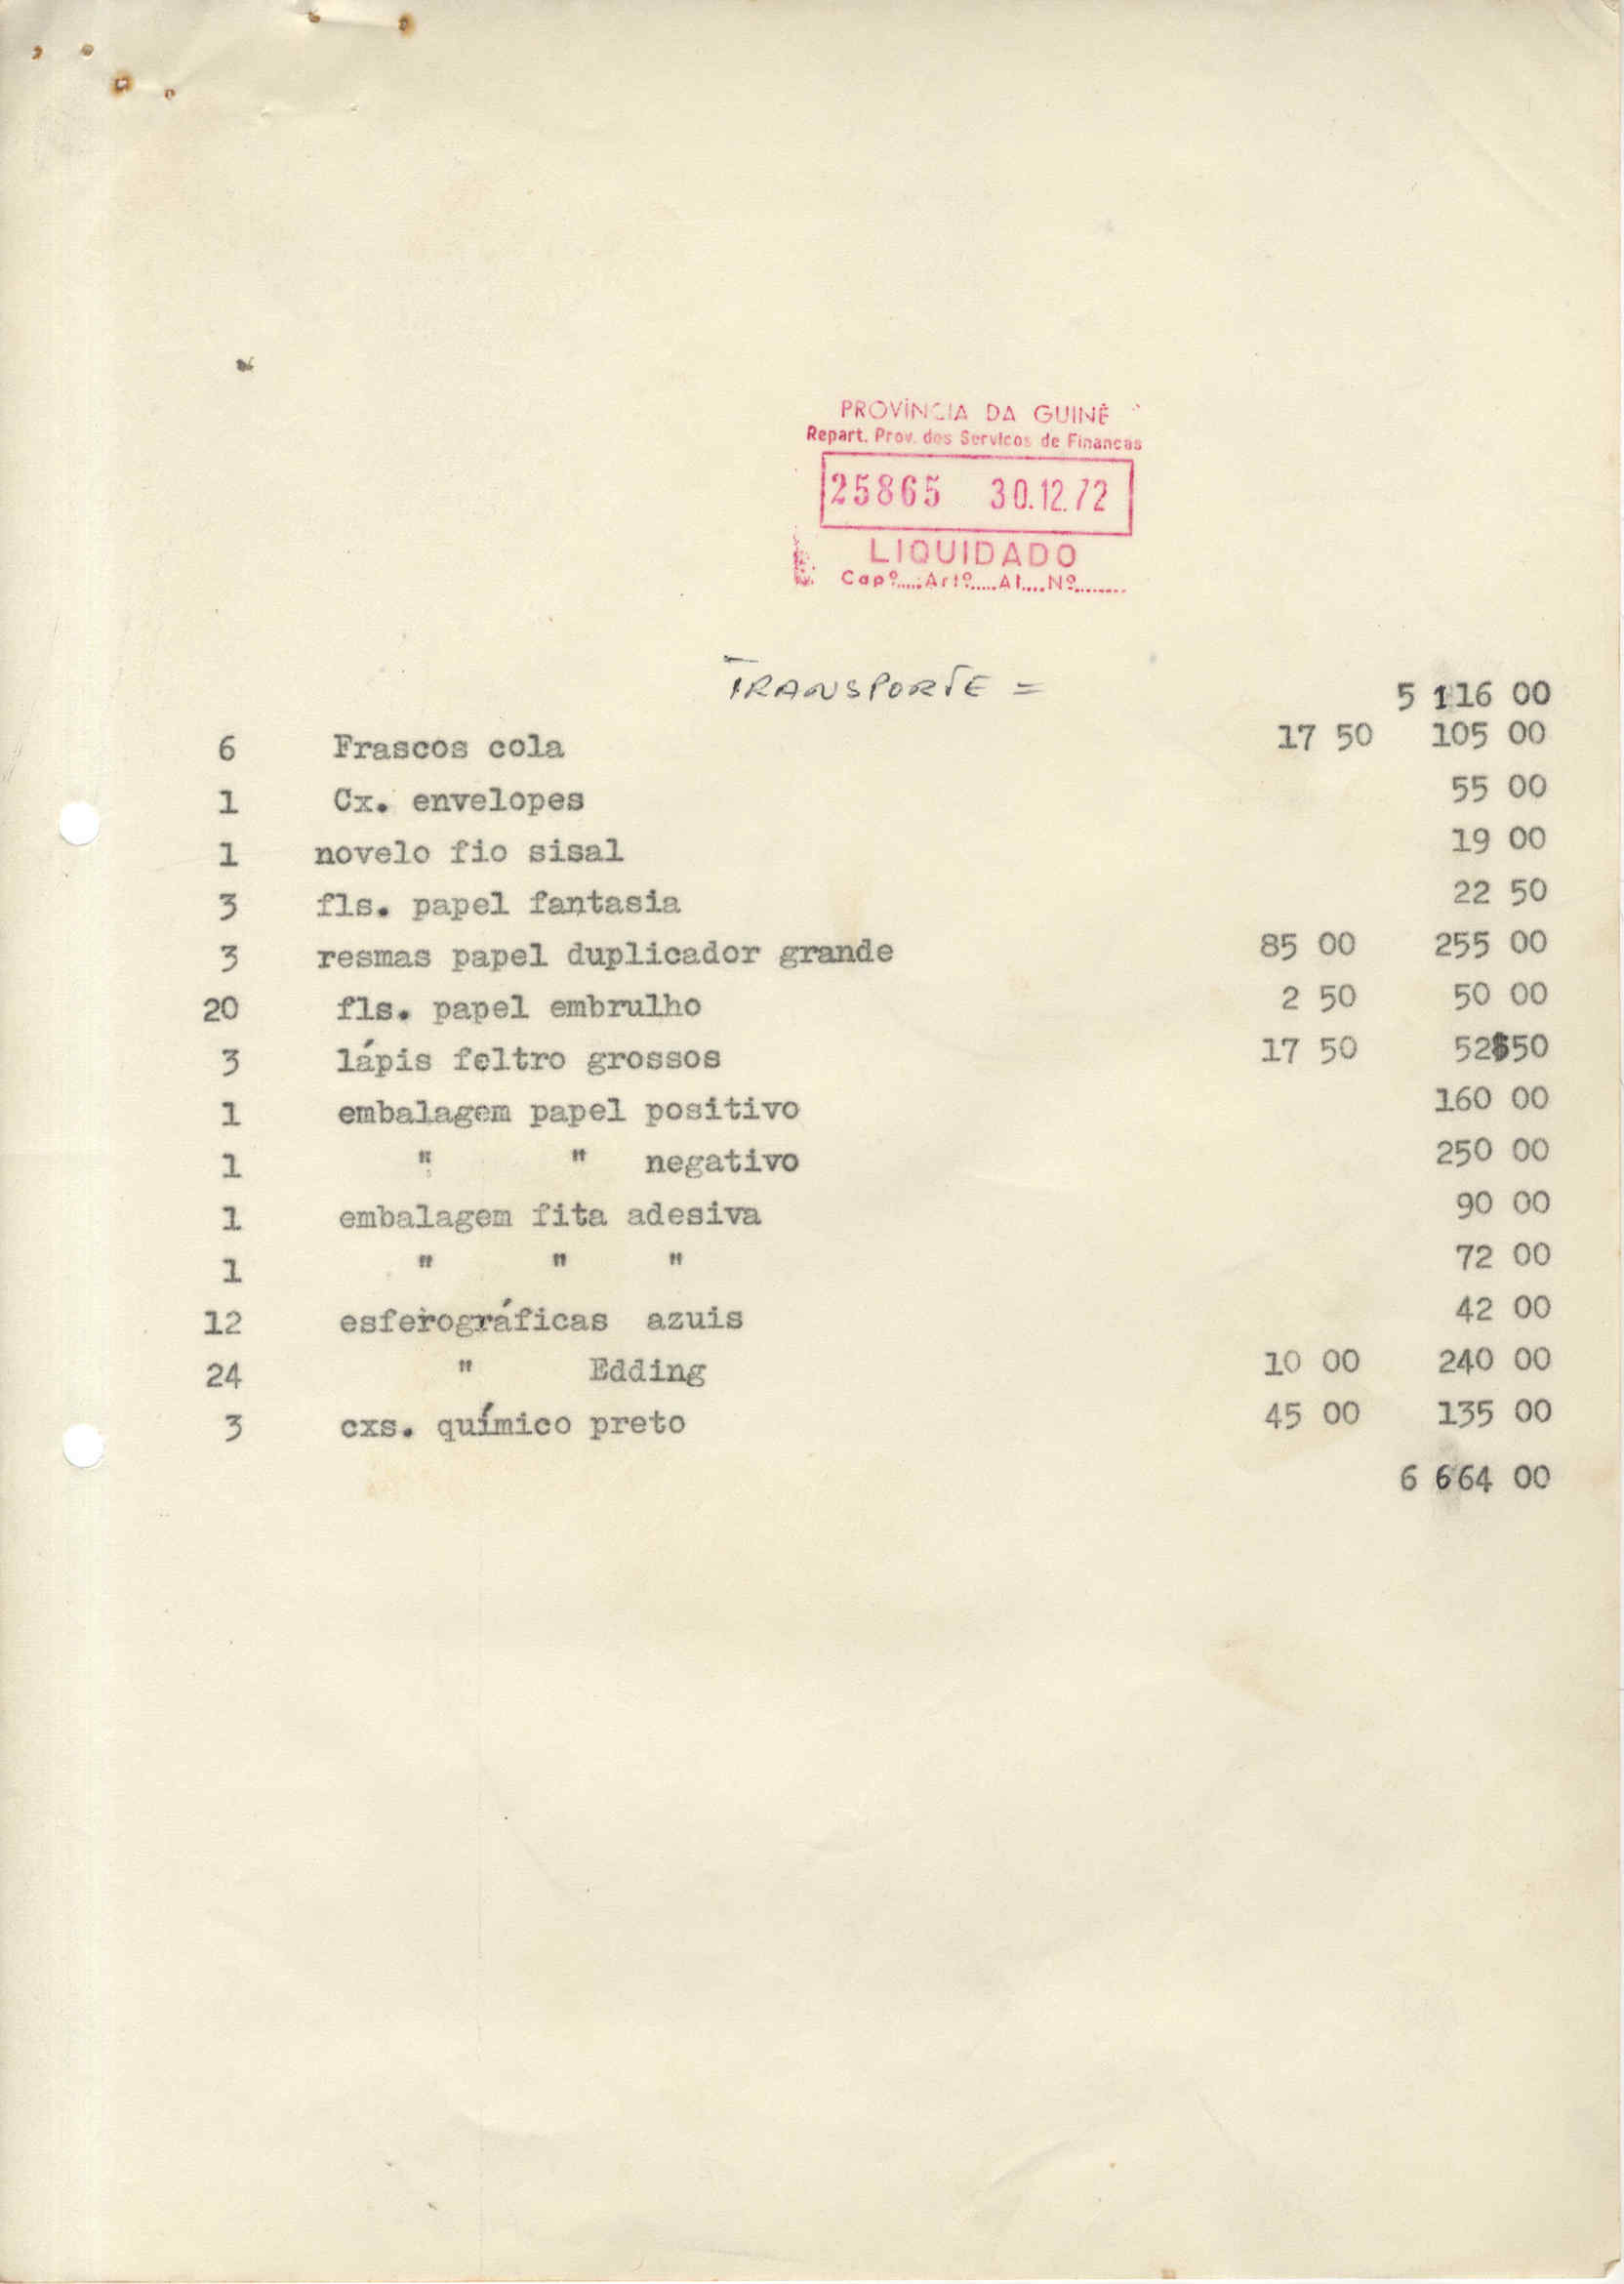 PROVÍNCIA DA GUINÉ
Repart. Prov. dos Servicos de Financas
25865 30.12.72
LIQUIDADO
Capº.....Artº.....Al....Nº.........
TRANSPORTE = 5 116 00
6 Frascos cola 17 50 105 00
1 Cx. envelopes 55 00
1 novelo fio sisal 19 00
3 fls. papel fantasia 22 50
3 resmas papel duplicador grande 85 00 255 00
20 fls. papel embrulho 2 50 50 00
3 lápis feltro grossos 17 50 52$50
1 embalagem papel positivo 160 00
1 " " negativo 250 00
1 embalagem fita adesiva 90 00
1 " " " 72 00
12 esferográficas azuis 42 00
24 " Edding 10 00 240 00
3 cxs. químico preto 45 00 135 00
6 664 00